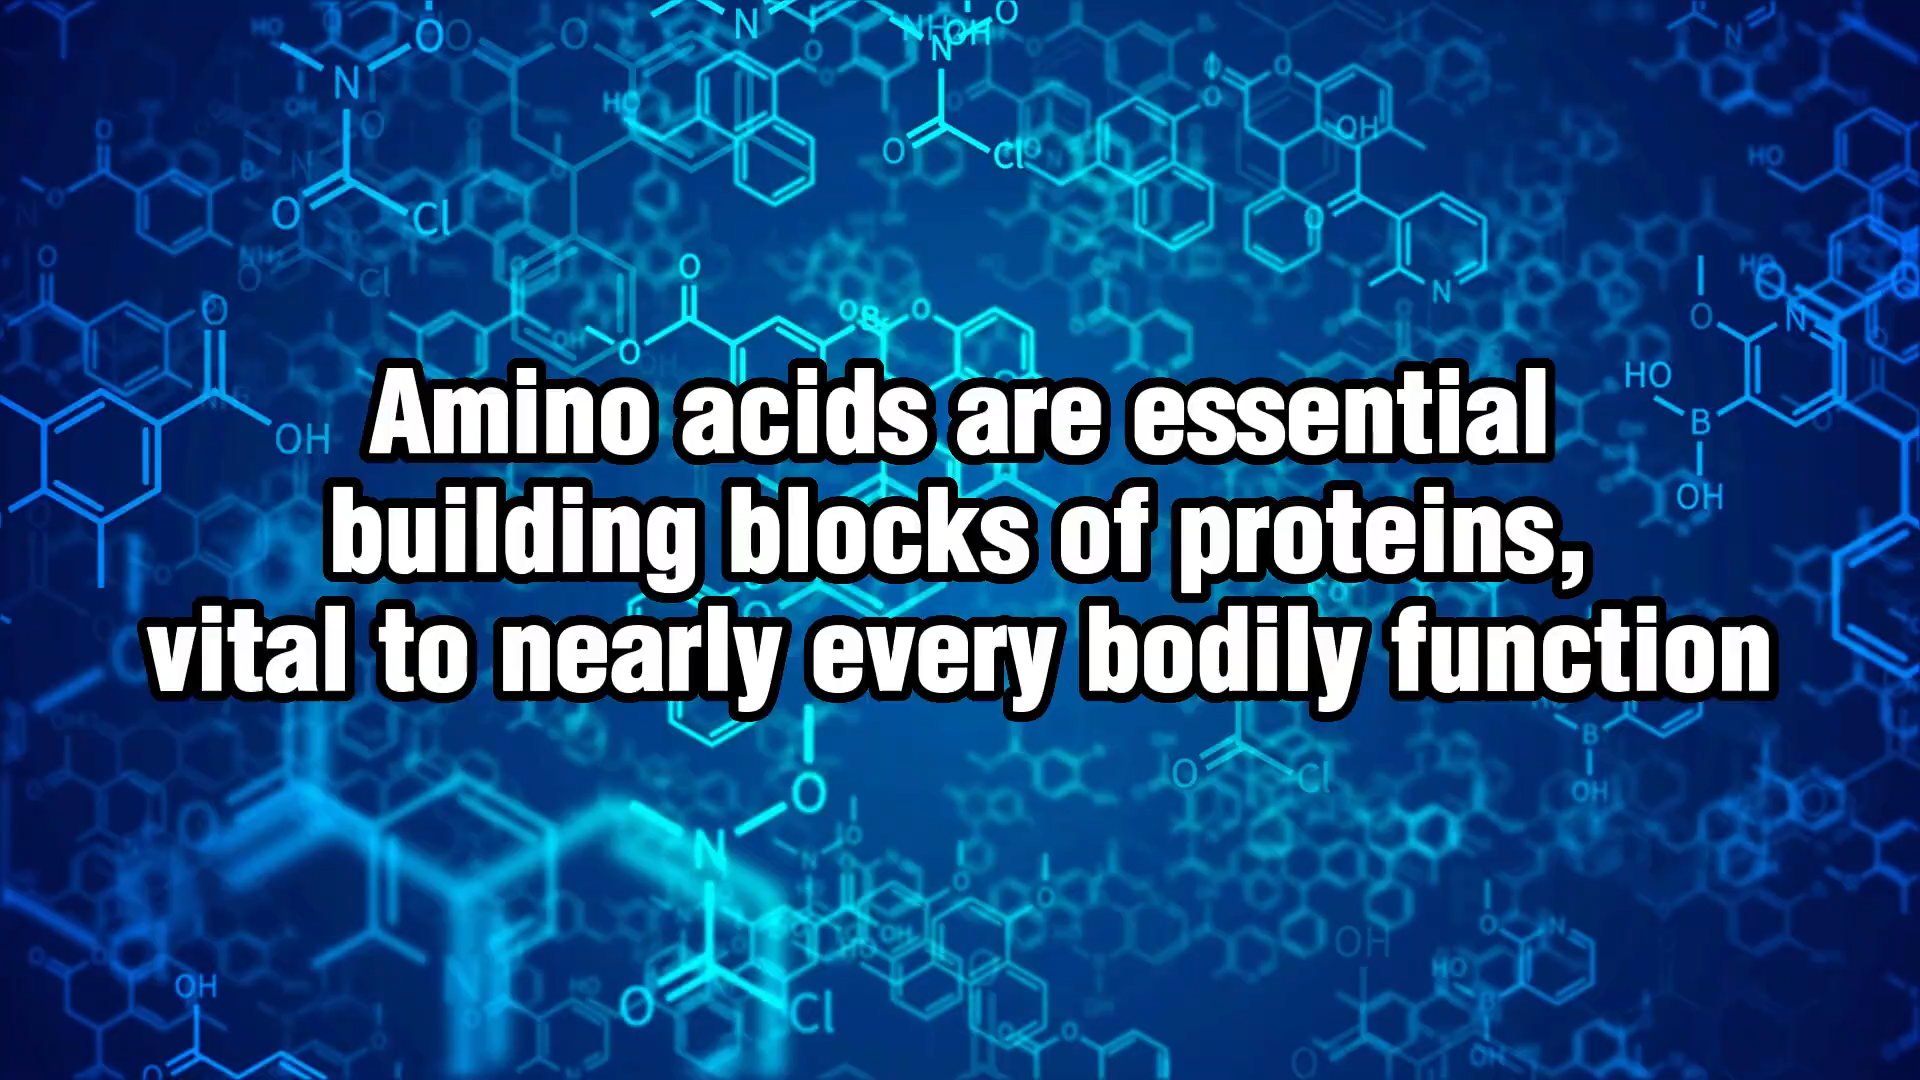 Amino acids are essential
building blocks of proteins,
vital to nearly every bodily function